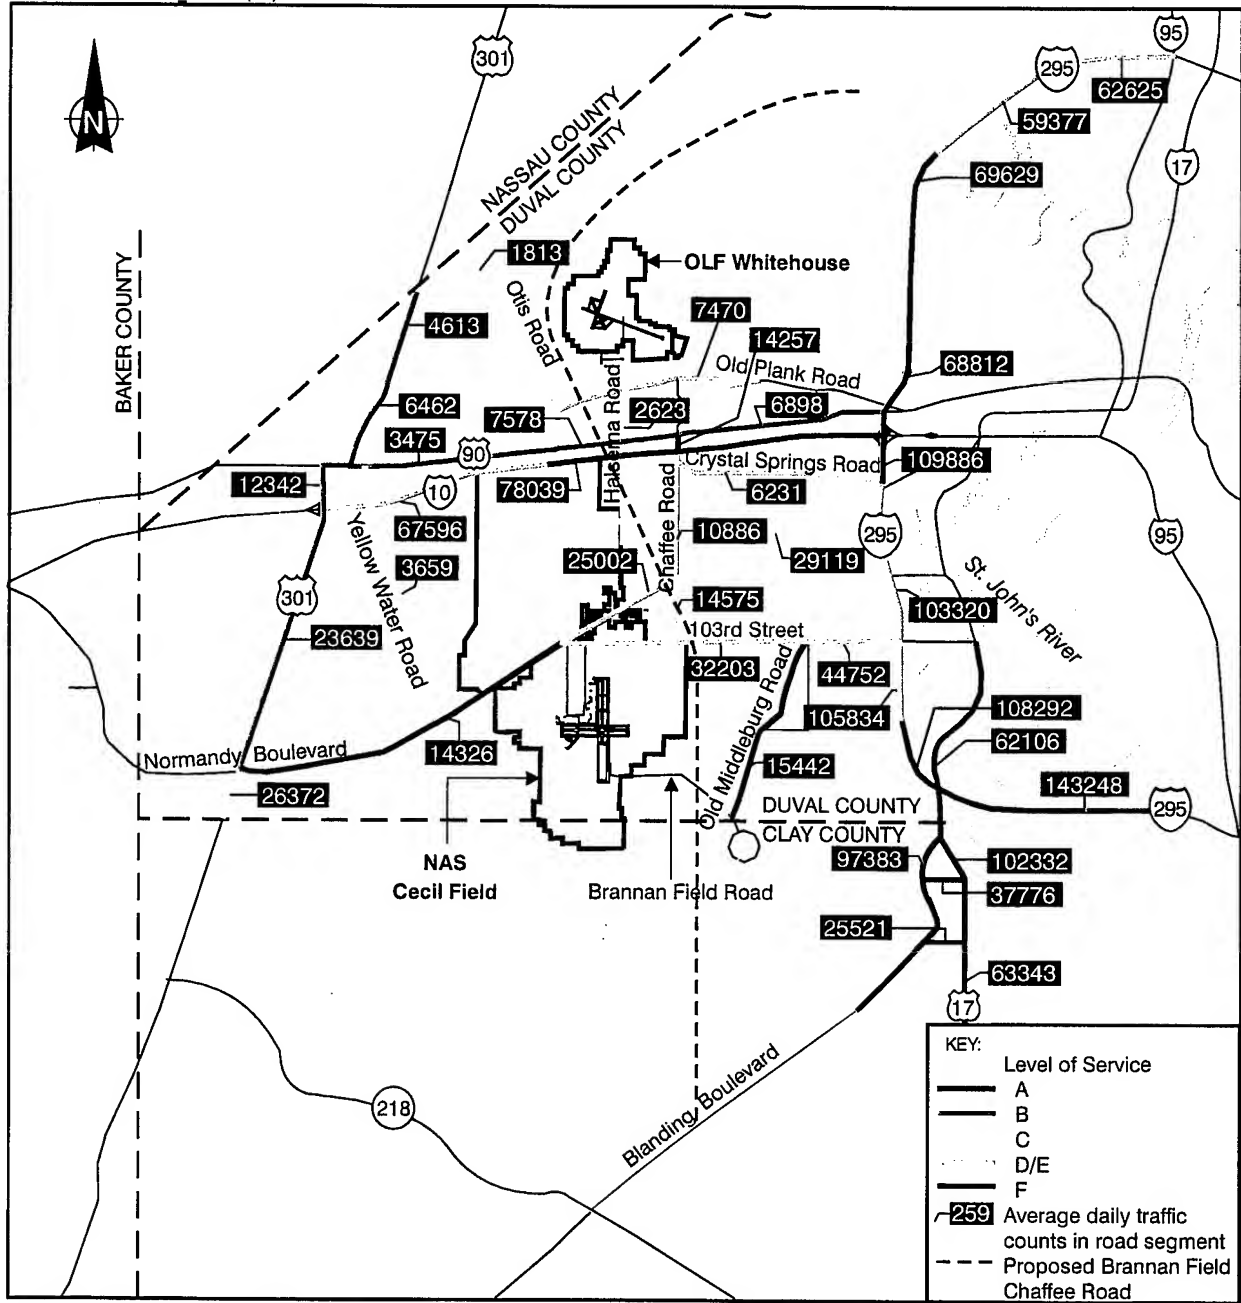 95
301
295
62625
N
59377
NASSAU COUNTY
DUVAL COUNTY
17
69629
1813
BAKER COUNTY
OLF Whitehouse
Otis Road
7470
4613
14257
Old Plank Road
68812
Halsema Road
6462
7578
2623
6898
3475
90
Crystal Springs Road
109886
12342
10
78039
6231
Chaffee Road
67596
10886
295
95
Yellow Water Road
25002
29119
3659
St. John's River
301
14575
103320
103rd Street
23639
32203
44752
Old Middleburg Road
105834
108292
Normandy Boulevard
14326
62106
15442
26372
143248
295
DUVAL COUNTY
CLAY COUNTY
NAS
Cecil Field
97383
102332
Brannan Field Road
37776
25521
63343
17
218
Blanding Boulevard
KEY:
Level of Service
A
B
C
D/E
F
259 Average daily traffic
counts in road segment
Proposed Brannan Field
Chaffee Road